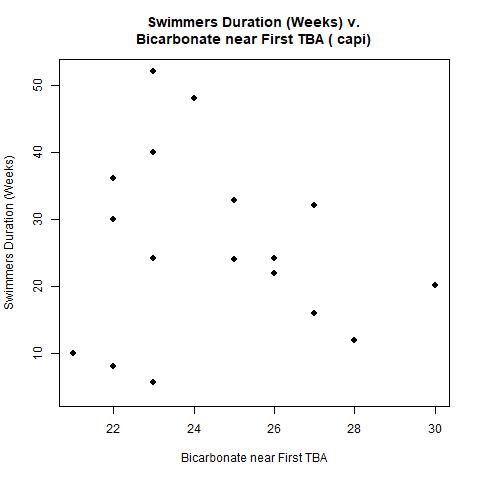 Swimmers Duration (Weeks) v.
Bicarbonate near First TBA ( capi)
Swimmers Duration (Weeks)
50
40
30
20
10
22
24
26
28
30
Bicarbonate near First TBA